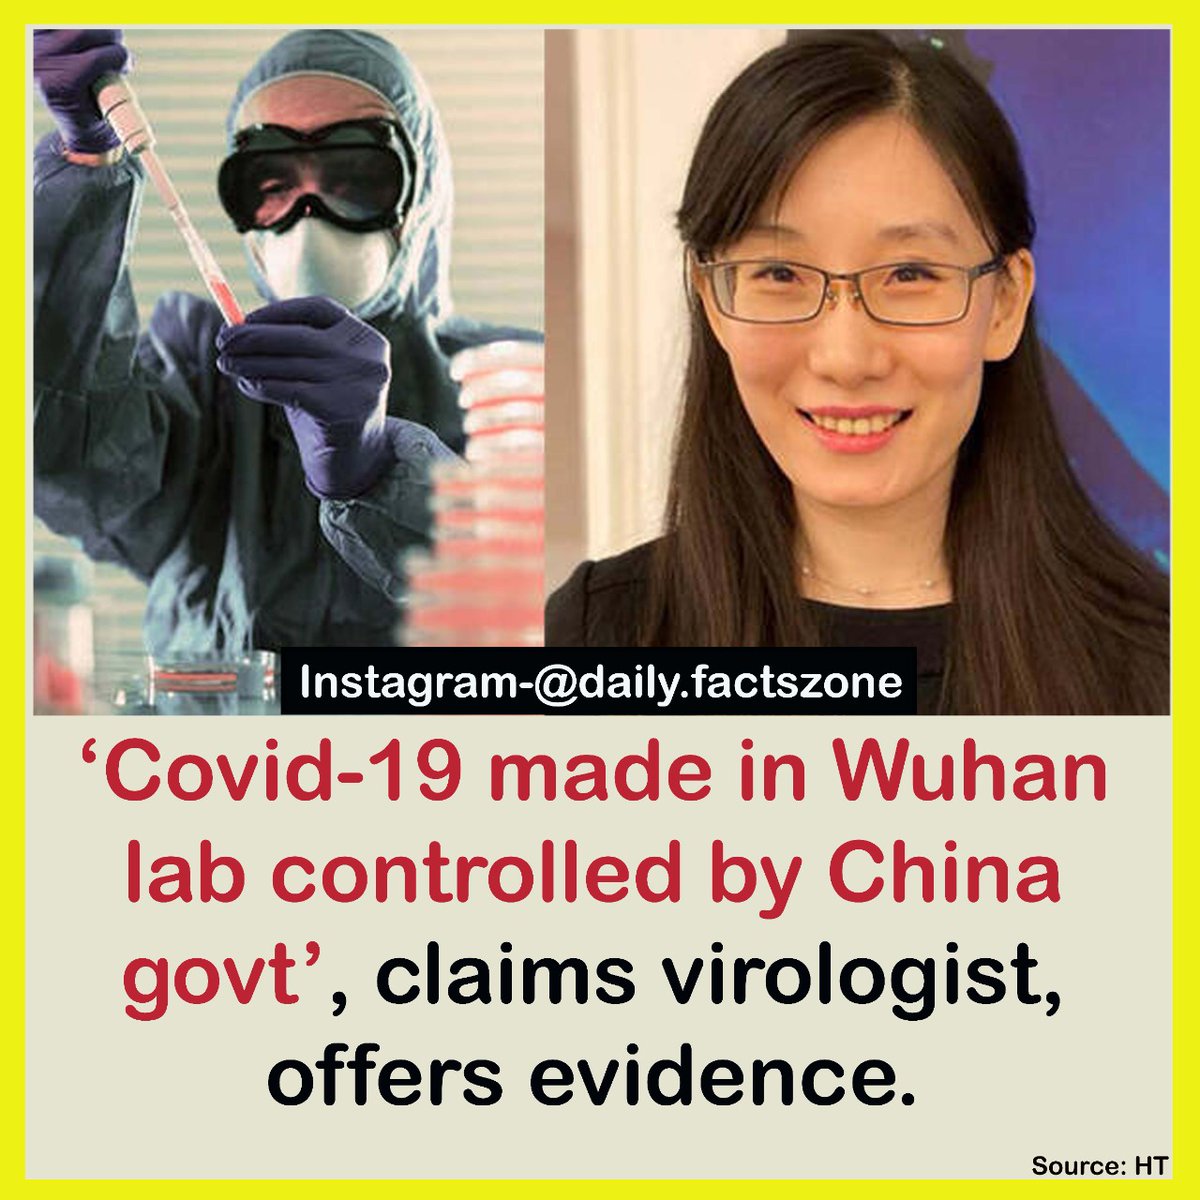 Instagram-@daily.factszone
‘Covid-19 made in Wuhan
lab controlled by China
govt’, claims virologist,
offers evidence.
Source: HT